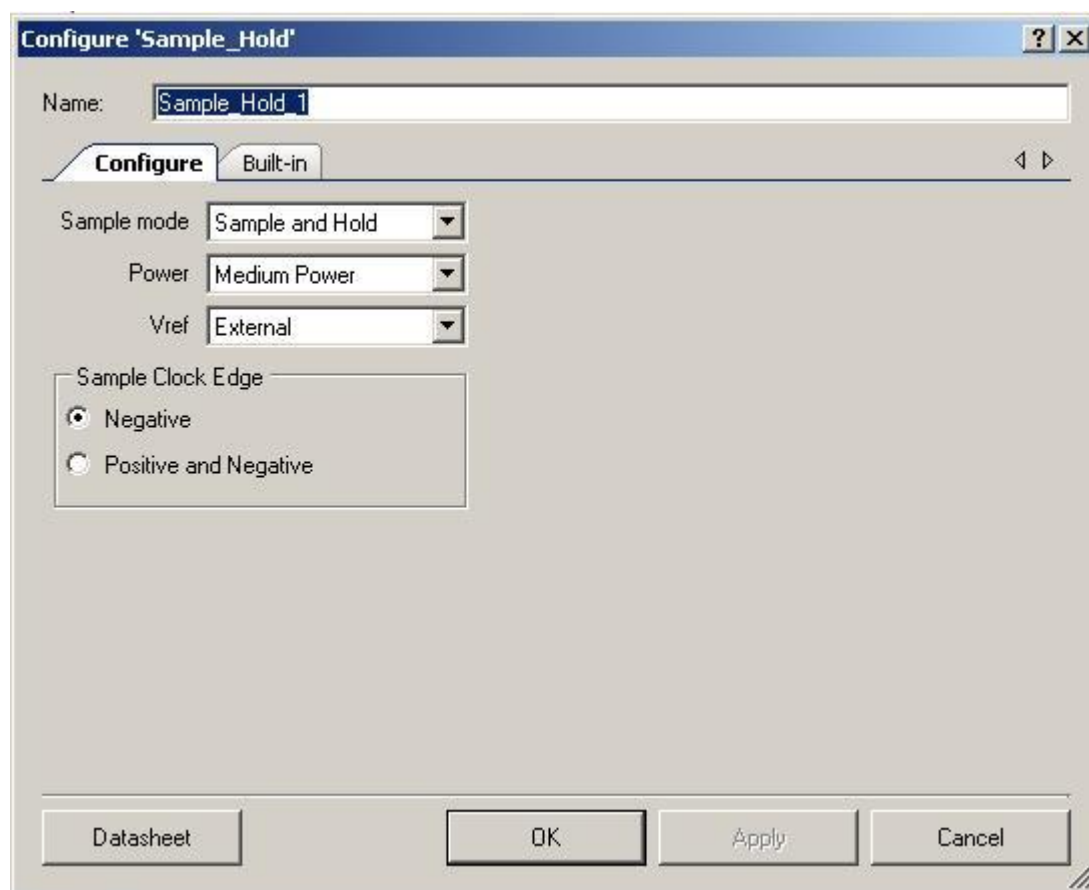 Configure 'Sample_Hold'
Name: Sample_Hold_1
Configure Built-in
Sample mode Sample and Hold
Power Medium Power
Vref External
Sample Clock Edge
Negative
Positive and Negative
Datasheet OK Apply Cancel